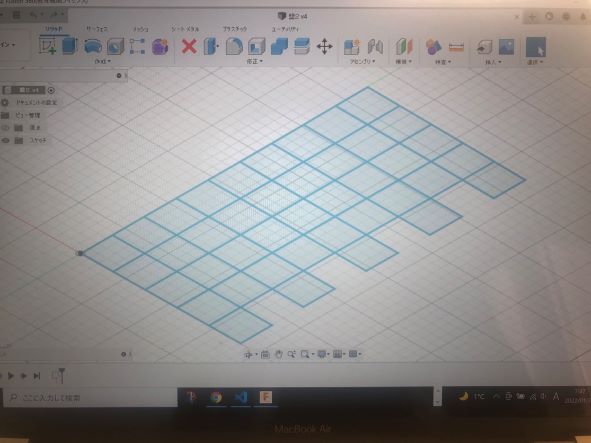 壁2 v4
ソリッド サーフェス メッシュ シート メタル プラスチック ユーティリティ
作成 修正 アセンブリ 構築 検査 挿入 選択
ドキュメントの設定
ビュー管理
スケッチ
ここに入力して検索
1°C
A
MacBook Air